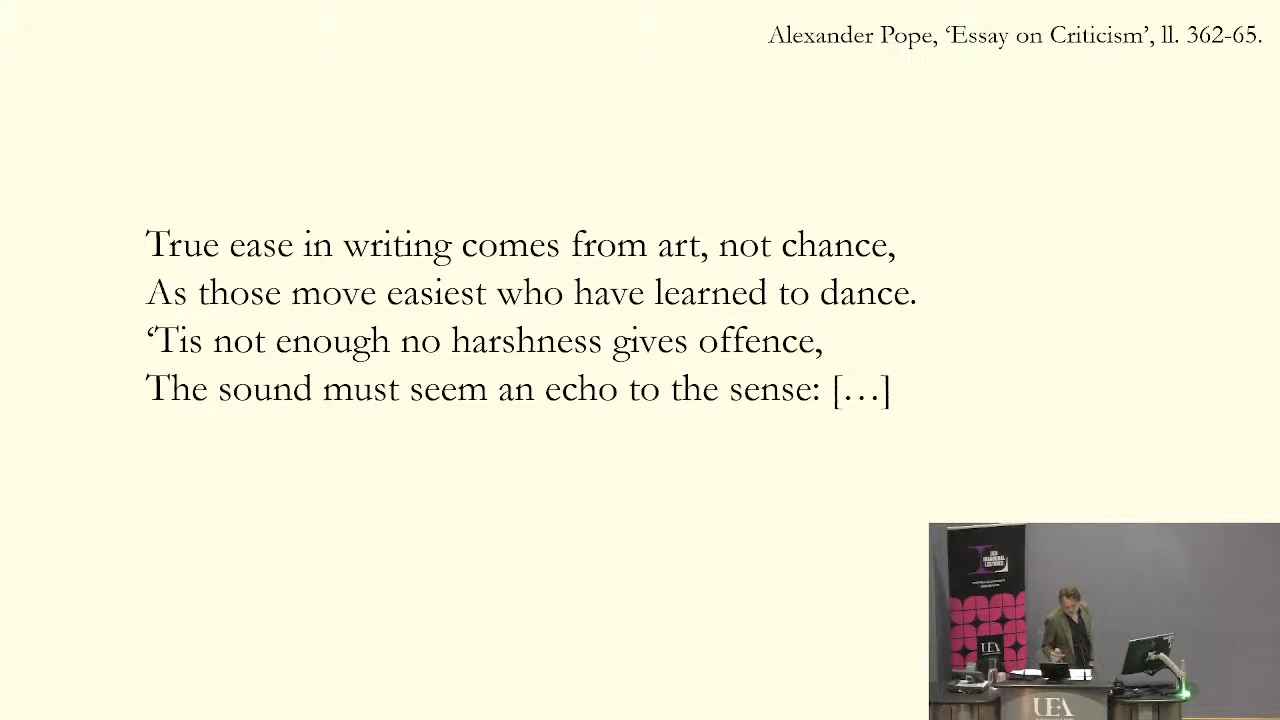 Alexander Pope, ‘Essay on Criticism’, ll. 362-65.
True ease in writing comes from art, not chance,
As those move easiest who have learned to dance.
‘Tis not enough no harshness gives offence,
The sound must seem an echo to the sense: […]
UEA
UEA